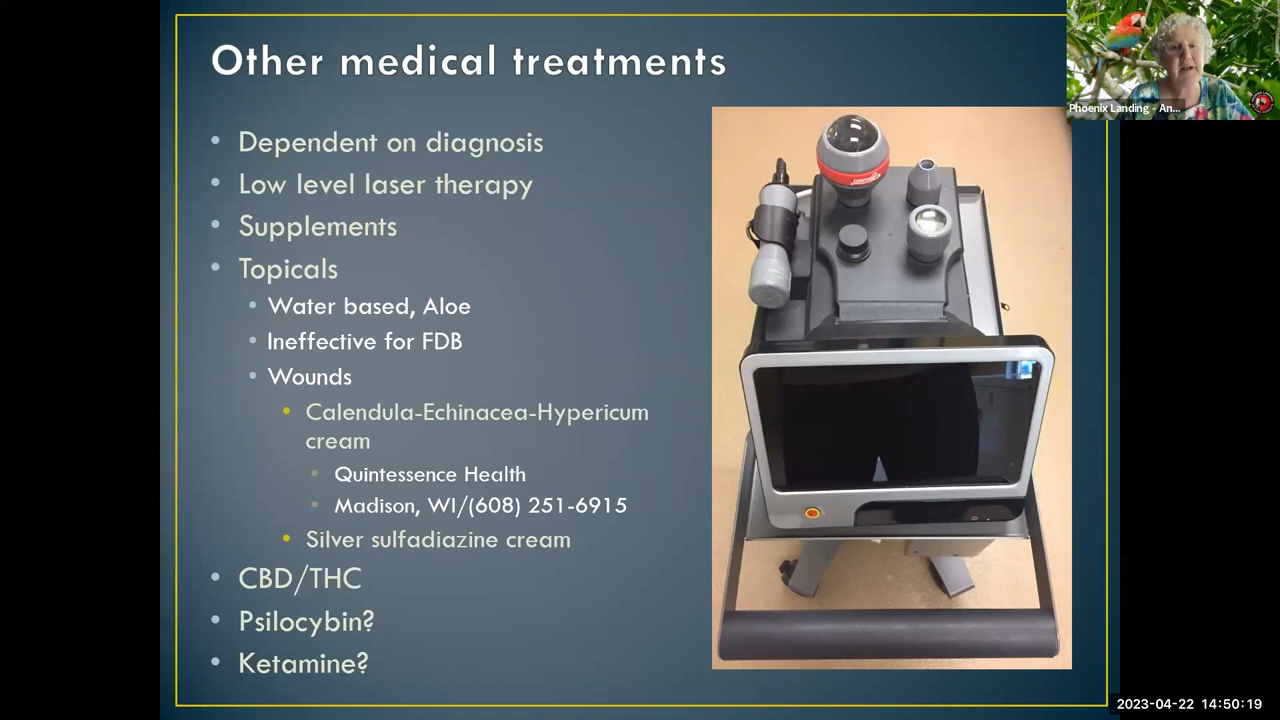 Other medical treatments
Phoenix Landing - An...
Dependent on diagnosis
Low level laser therapy
Supplements
Topicals
Water based, Aloe
Ineffective for FDB
Wounds
Calendula-Echinacea-Hypericum
cream
Quintessence Health
Madison, WI/(608) 251-6915
Silver sulfadiazine cream
CBD/THC
Psilocybin?
Ketamine?
2023-04-22 14:50:19